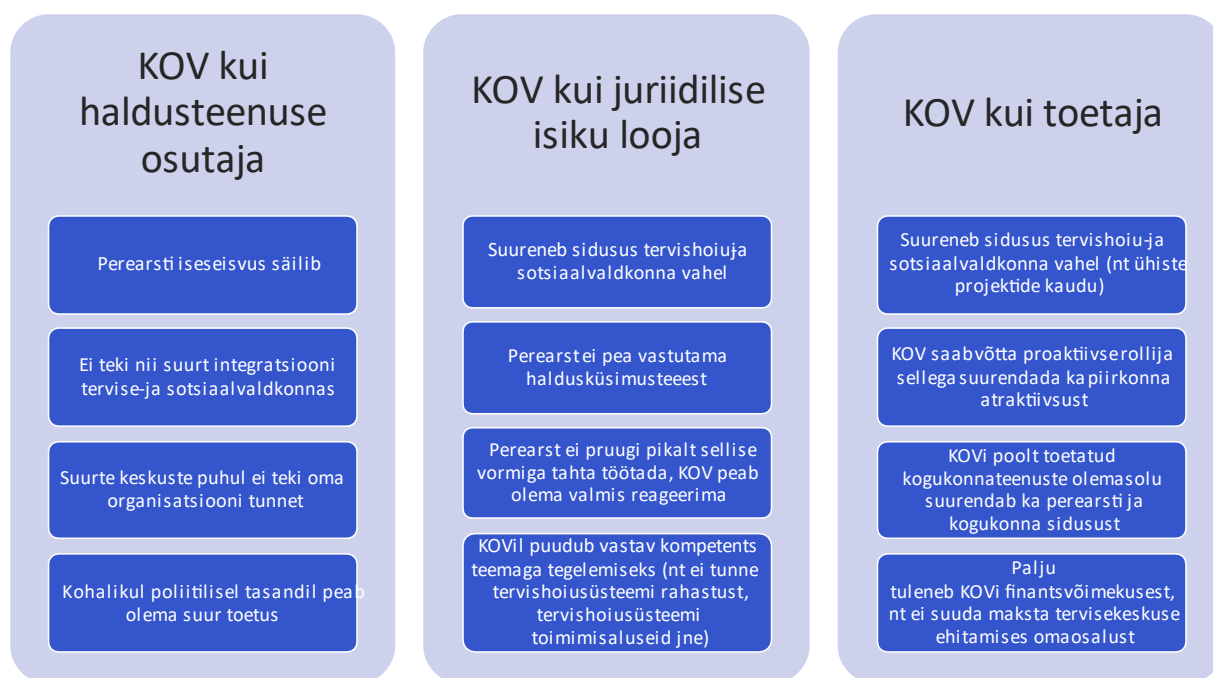 KOV kui
haldusteenuse
osutaja
Perearsti iseseisvus säilib
Ei teki nii suurt integratsiooni
tervise-ja sotsiaalvaldkonnas
Suurte keskuste puhul ei teki oma
organisatsiooni tunnet
Kohalikul poliitilisel tasandil peab
olema suur toetus
KOV kui juriidilise
isiku looja
Suureneb sidusus tervishoiu-ja
sotsiaalvaldkonna vahel
Perearst ei pea vastutama
haldusküsimusteeest
Perearst ei pruugi pikalt sellise
vormiga tahta töötada, KOV peab
olema valmis reageerima
KOVil puudub vastav kompetents
teemaga tegelemiseks (nt ei tunne
tervishoiusüsteemi rahastust,
tervishoiusüsteemi
toimimisaluseid jne)
KOV kui toetaja
Suureneb sidusus tervishoiu-ja
sotsiaalvaldkonna vahel (nt ühiste
projektide kaudu)
KOV saab võtta proaktiivse rolli ja
sellega suurendada ka piirkonna
atraktiivsust
KOVi poolt toetatud
kogukonnateenuste olemasolu
suurendab ka perearsti ja
kogukonna sidusust
Palju
tuleneb KOVi finantsvõimekusest,
nt ei suuda maksta tervisekeskuse
ehitamises omaosalust